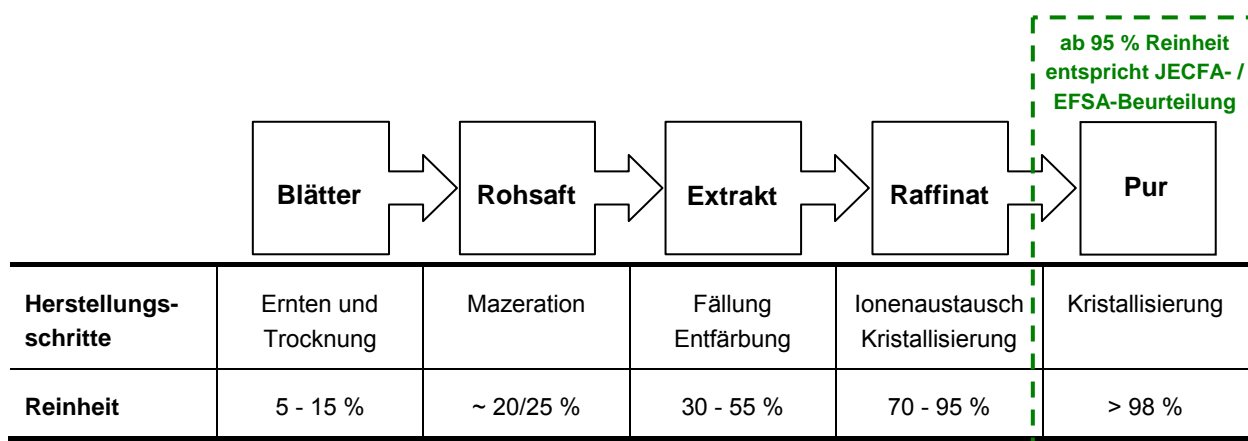 ab 95 % Reinheit
entspricht JECFA- /
EFSA-Beurteilung
Blätter
Rohsaft
Extrakt
Raffinat
Pur
Herstellungs-
schritte
Ernten und
Trocknung
Mazeration
Fällung
Entfärbung
Ionenaustausch
Kristallisierung
Kristallisierung
Reinheit
5 - 15 %
~ 20/25 %
30 - 55 %
70 - 95 %
> 98 %